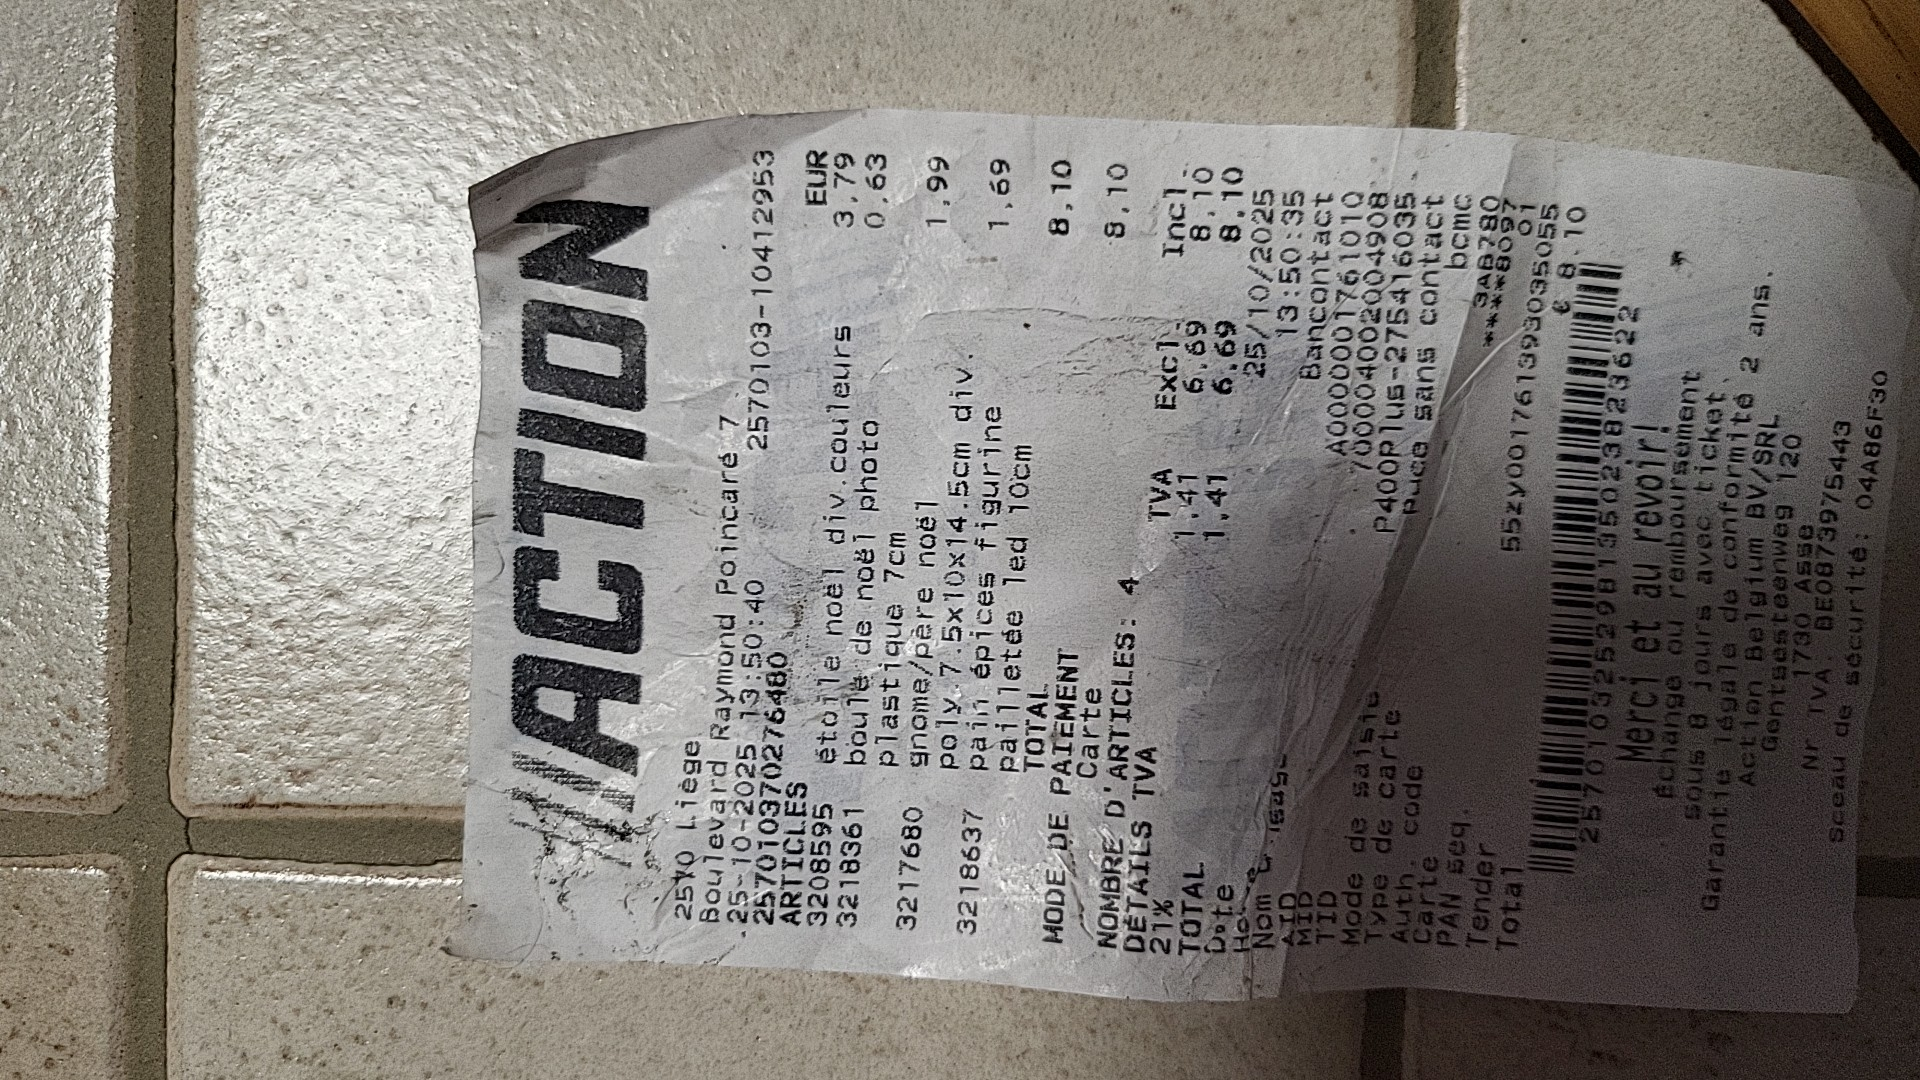 ACTION
2570 Liège
Boulevard Raymond Poincaré 7
25-10-2025 13:50:40 2570103-10412953
2570103702276480
ARTICLES EUR
3208595 étoile noël div.couleurs 3,79
3218361 boule de noël photo 0,63
plastique 7cm
3217680 gnome/père noël 1,99
poly 7.5x10x14.5cm div.
3218637 pain épices figurine 1,69
pailletée led 10cm
TOTAL 8,10
MODE DE PAIEMENT
Carte 8,10
NOMBRE D'ARTICLES: 4
DÉTAILS TVA TVA Excl. Incl.
21% 1,41 6,69 8,10
TOTAL 1,41 6,69 8,10
Date 25/10/2025
13:50:35
Nom Bancontact
AID A0000001761010
MID 7000040020004908
TID P400Plus-275416035
Mode de saisie puce sans contact
Type de carte bcmc
Auth. code 3AB780
Carte *****8097
PAN seq. 01
Tender 55zy001761393035055
Total € 8,10
2570103252981350238236 22
Merci et au revoir!
Échange ou remboursement
sous 8 jours avec ticket
Garantie légale de conformité 2 ans.
Action Belgium BV/SRL
Gentsesteenweg 120
1730 Asse
Nr TVA BE0873975443
sceau de sécurité: 04A86F30